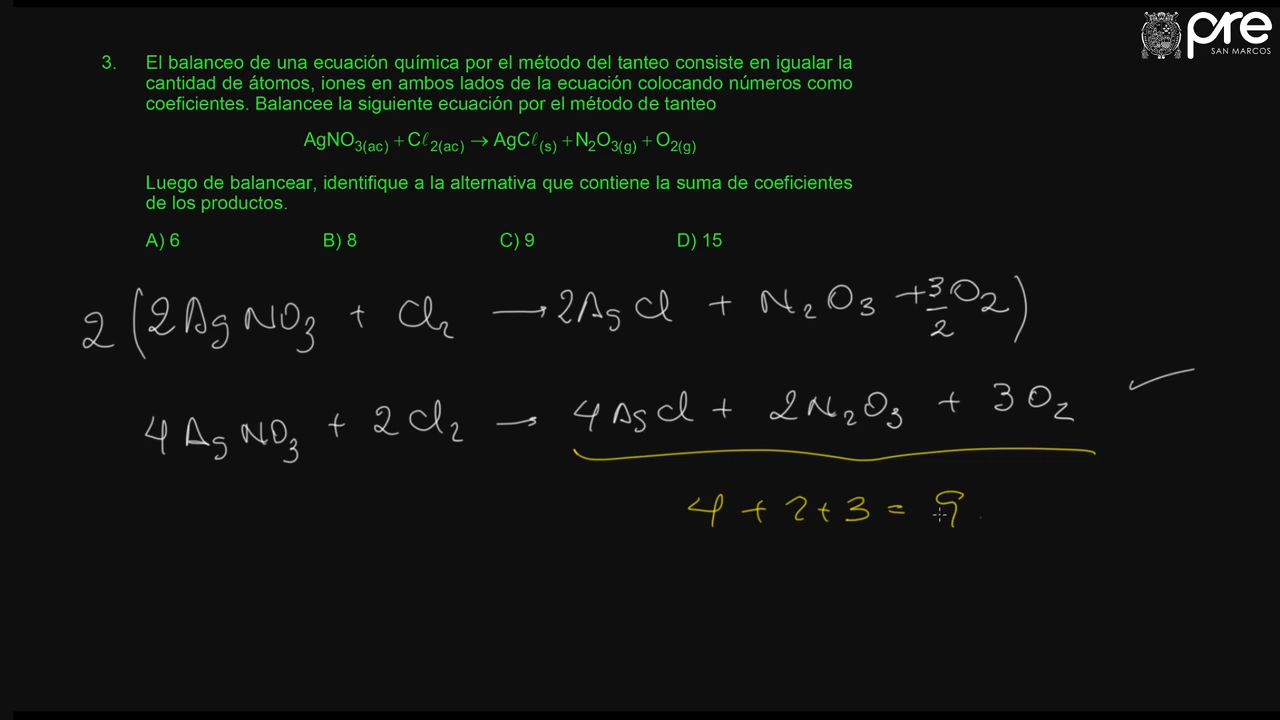 pre
SAN MARCOS
3. El balanceo de una ecuación química por el método del tanteo consiste en igualar la
cantidad de átomos, iones en ambos lados de la ecuación colocando números como
coeficientes. Balancee la siguiente ecuación por el método de tanteo
AgNO₃(ac) + Cℓ₂(ac) → AgCℓ(s) + N₂O₃(g) + O₂(g)
Luego de balancear, identifique a la alternativa que contiene la suma de coeficientes
de los productos.
A) 6 B) 8 C) 9 D) 15
2 (2AgNO₃ + Cl₂ → 2AgCl + N₂O₃ + 3/2 O₂)
4AgNO₃ + 2Cl₂ → 4AgCl + 2N₂O₃ + 3O₂ ✓
4 + 2 + 3 = 9